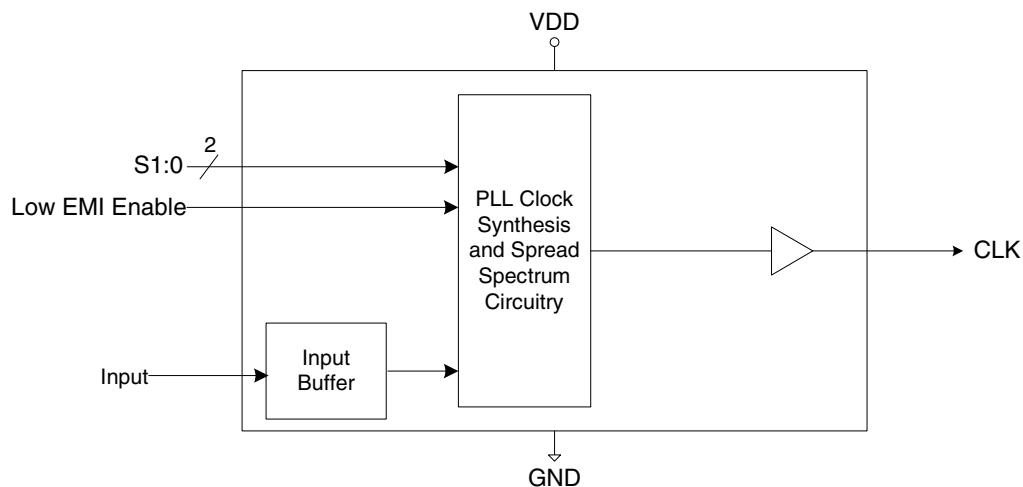 VDD
2
S1:0
Low EMI Enable
PLL Clock
Synthesis
and Spread
Spectrum
Circuitry
CLK
Input
Input
Buffer
GND